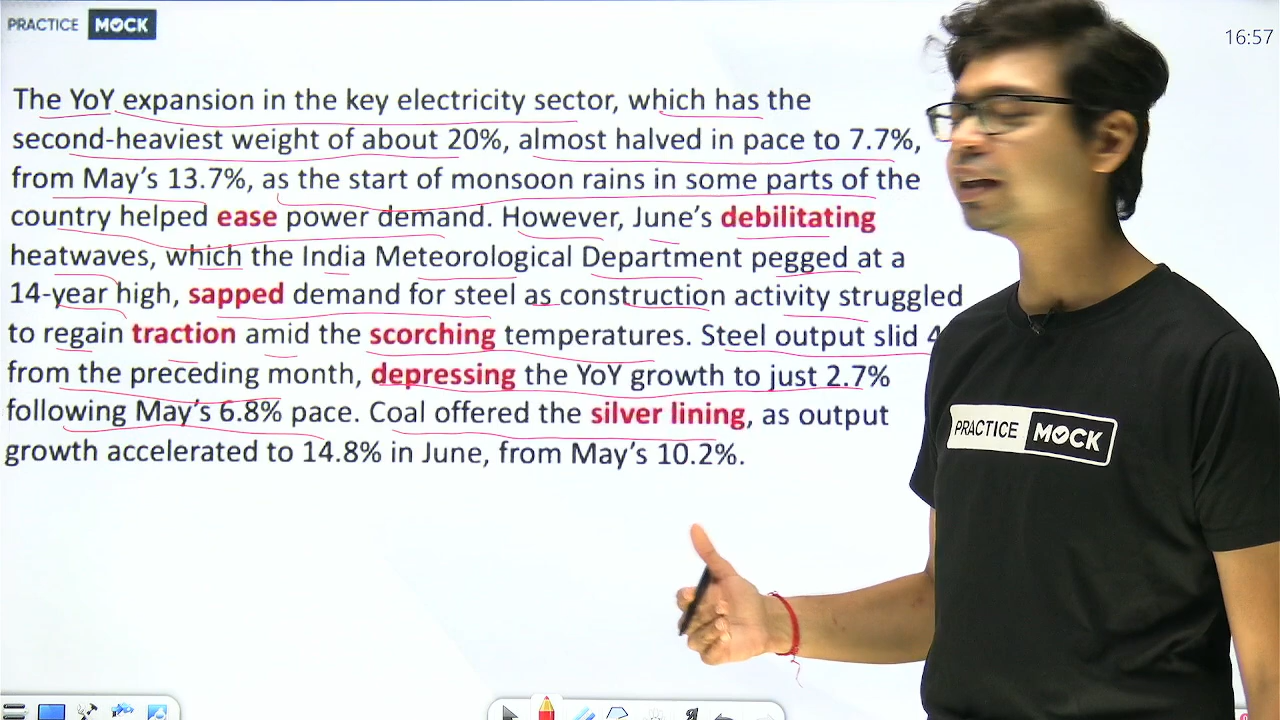 PRACTICE MOCK
16:57
The YoY expansion in the key electricity sector, which has the
second-heaviest weight of about 20%, almost halved in pace to 7.7%,
from May's 13.7%, as the start of monsoon rains in some parts of the
country helped ease power demand. However, June's debilitating
heatwaves, which the India Meteorological Department pegged at a
14-year high, sapped demand for steel as construction activity struggled
to regain traction amid the scorching temperatures. Steel output slid 4
from the preceding month, depressing the YoY growth to just 2.7%
following May's 6.8% pace. Coal offered the silver lining, as output
growth accelerated to 14.8% in June, from May's 10.2%.
PRACTICE MOCK